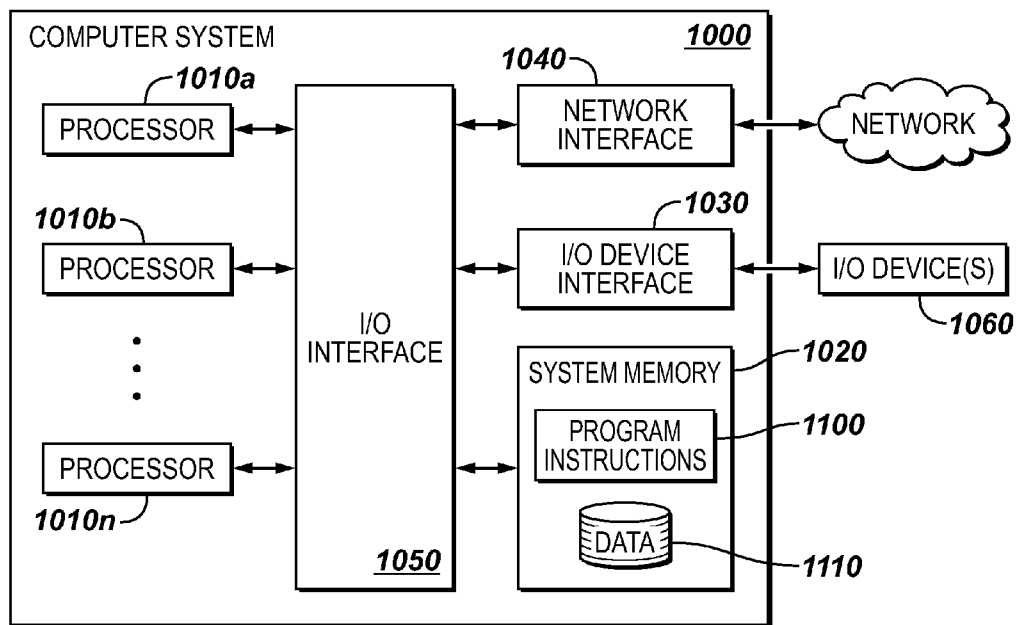 COMPUTER SYSTEM
1000
1010a
PROCESSOR
1010b
PROCESSOR
PROCESSOR
1010n
I/O
INTERFACE
1050
1040
NETWORK
INTERFACE
NETWORK
1030
I/O DEVICE
INTERFACE
I/O DEVICE(S)
1060
1020
SYSTEM MEMORY
PROGRAM
INSTRUCTIONS
1100
DATA
1110